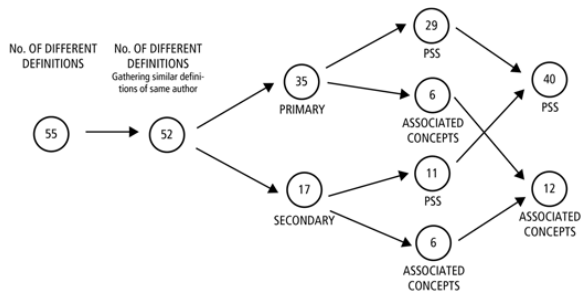 No. OF DIFFERENT
DEFINITIONS
55
No. OF DIFFERENT
DEFINITIONS
Gathering similar defini-
tions of same author
52
35
PRIMARY
17
SECONDARY
29
PSS
6
ASSOCIATED
CONCEPTS
11
PSS
6
ASSOCIATED
CONCEPTS
40
PSS
12
ASSOCIATED
CONCEPTS